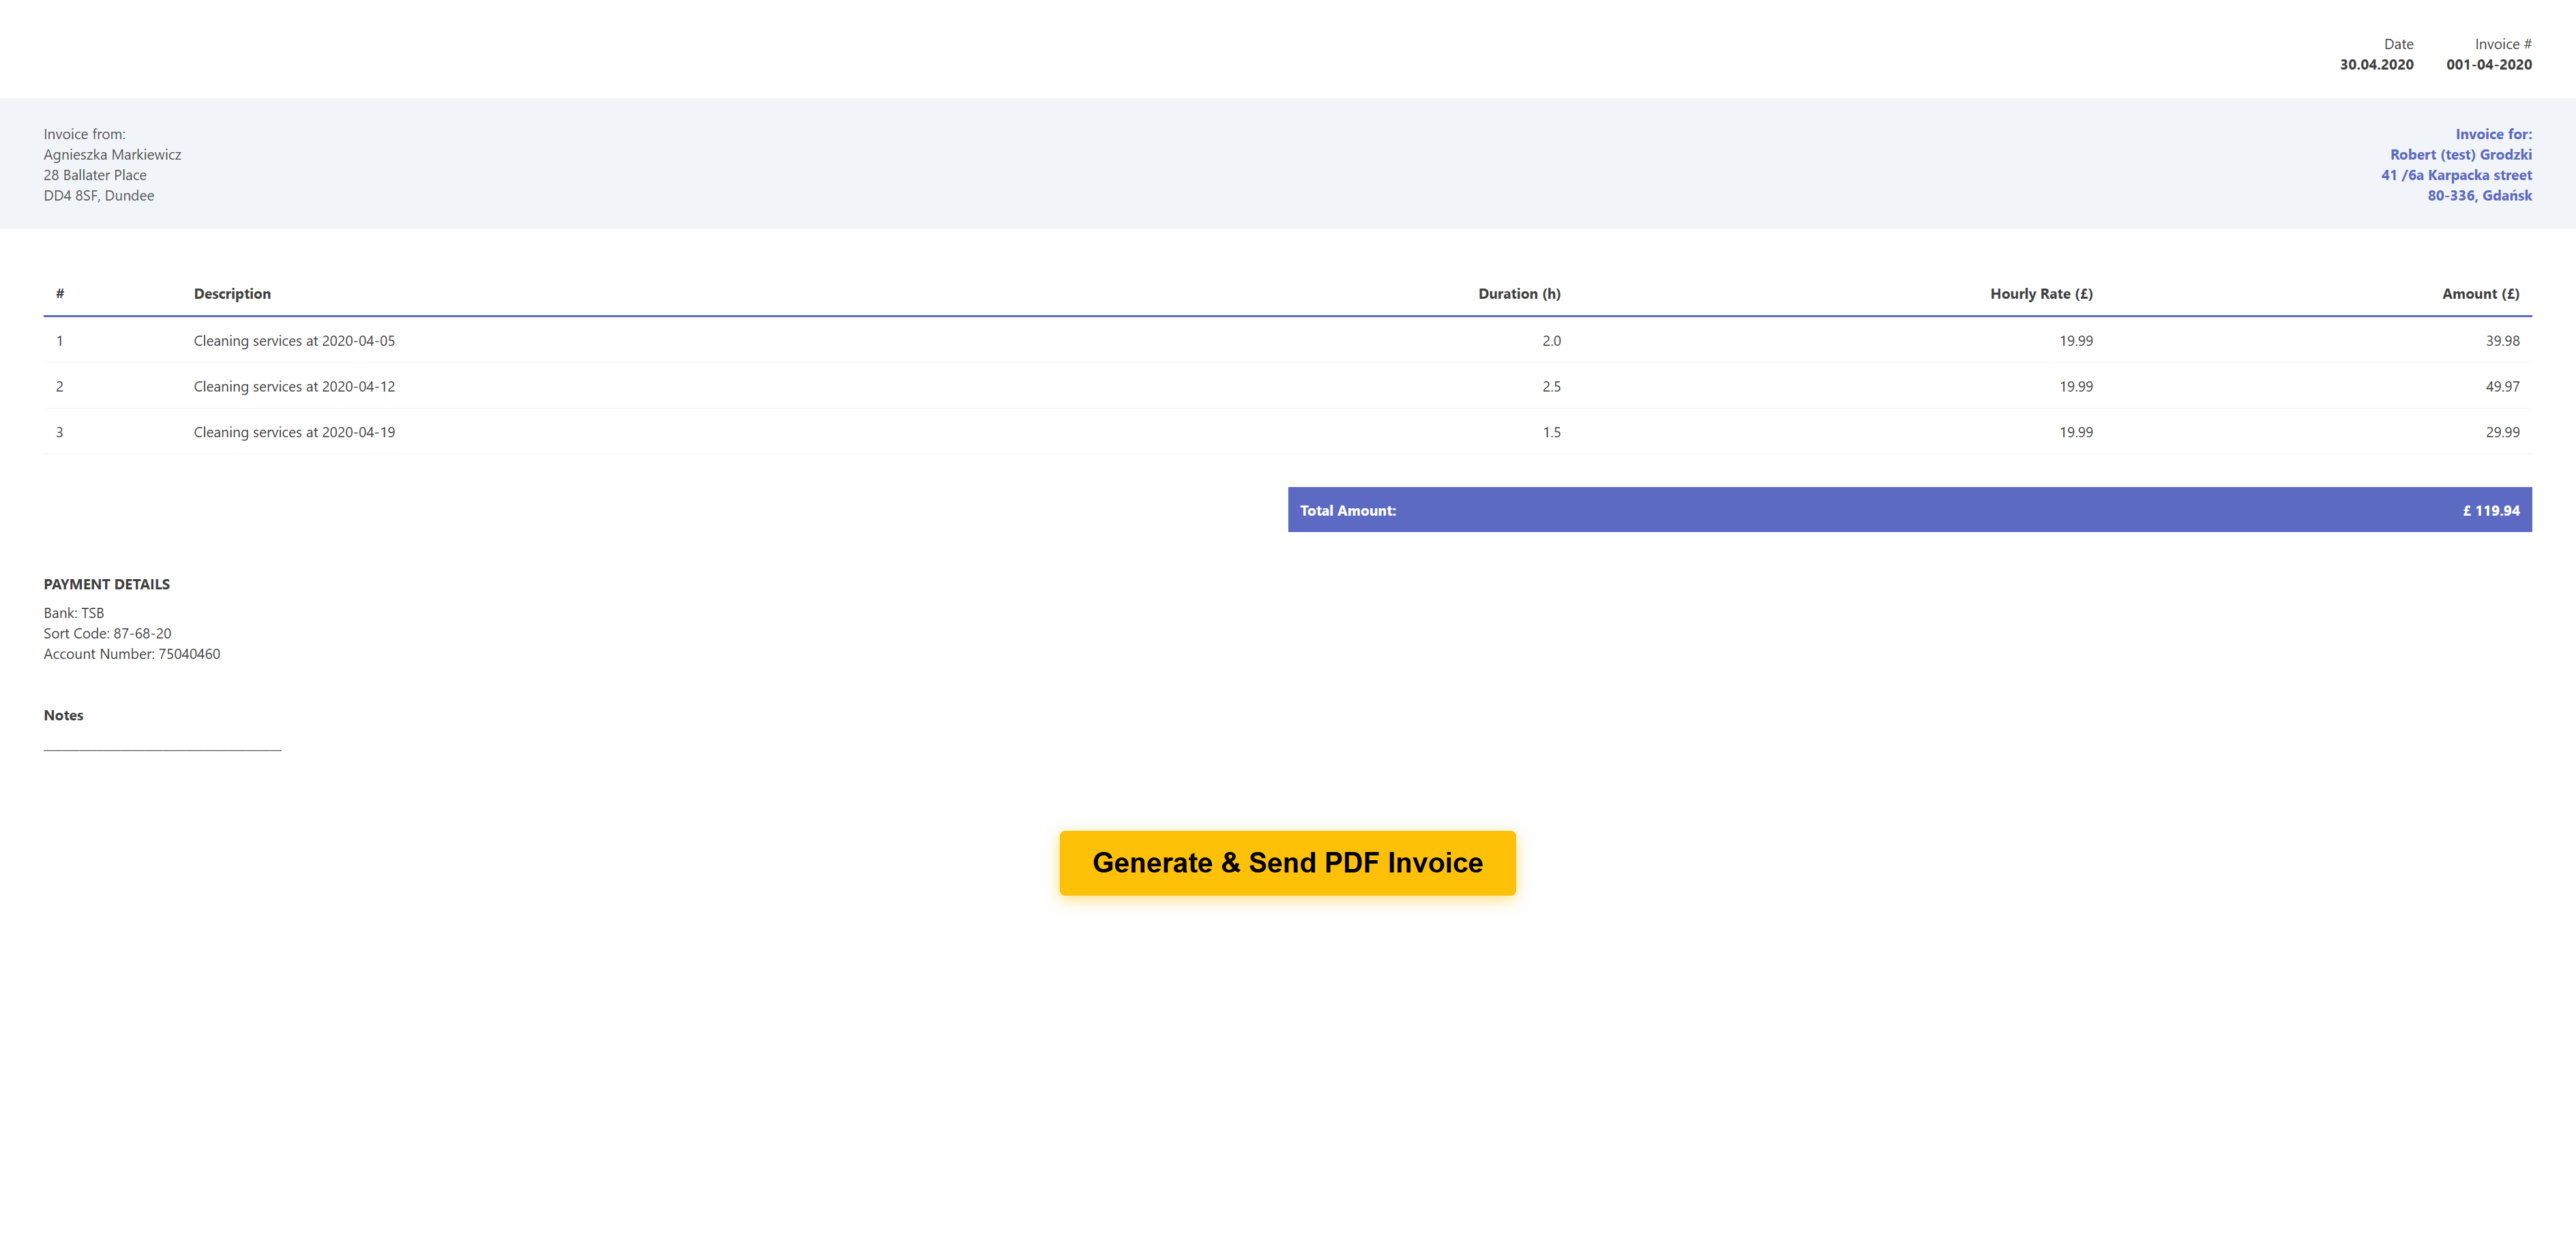 Date Invoice #
30.04.2020 001-04-2020
Invoice from:
Agnieszka Markiewicz
28 Ballater Place
DD4 8SF, Dundee
Invoice for:
Robert (test) Grodzki
41 /6a Karpacka street
80-336, Gdańsk
# Description Duration (h) Hourly Rate (£) Amount (£)
1 Cleaning services at 2020-04-05 2.0 19.99 39.98
2 Cleaning services at 2020-04-12 2.5 19.99 49.97
3 Cleaning services at 2020-04-19 1.5 19.99 29.99
Total Amount: £ 119.94
PAYMENT DETAILS
Bank: TSB
Sort Code: 87-68-20
Account Number: 75040460
Notes
Generate & Send PDF Invoice